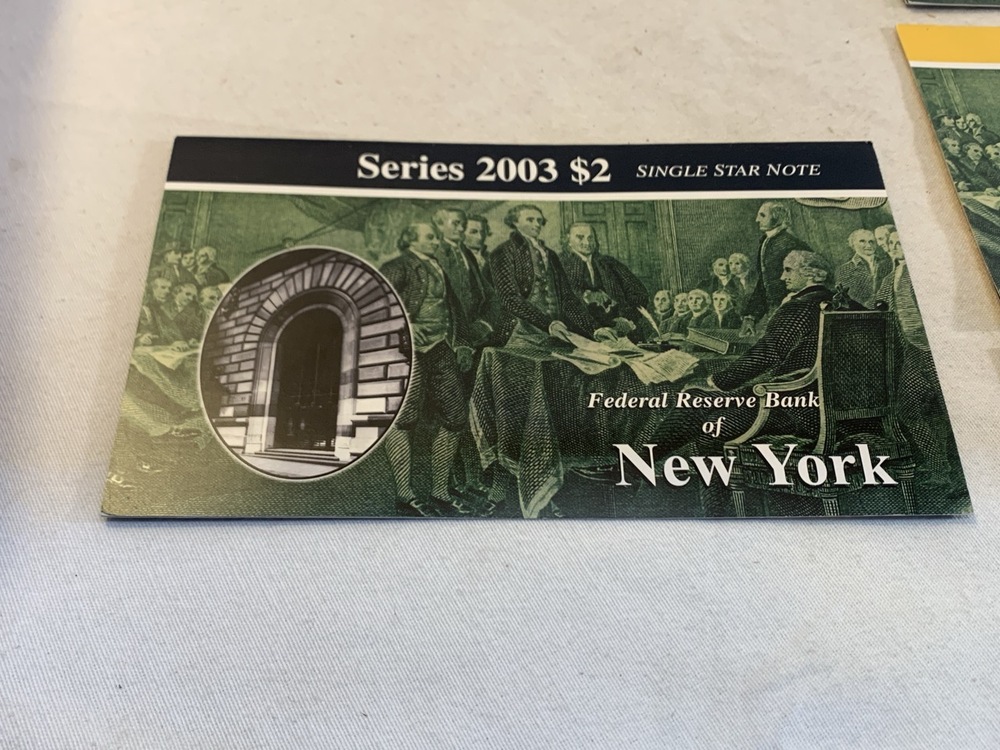 Series 2003 $2 SINGLE STAR NOTE
Federal Reserve Bank
of
New York